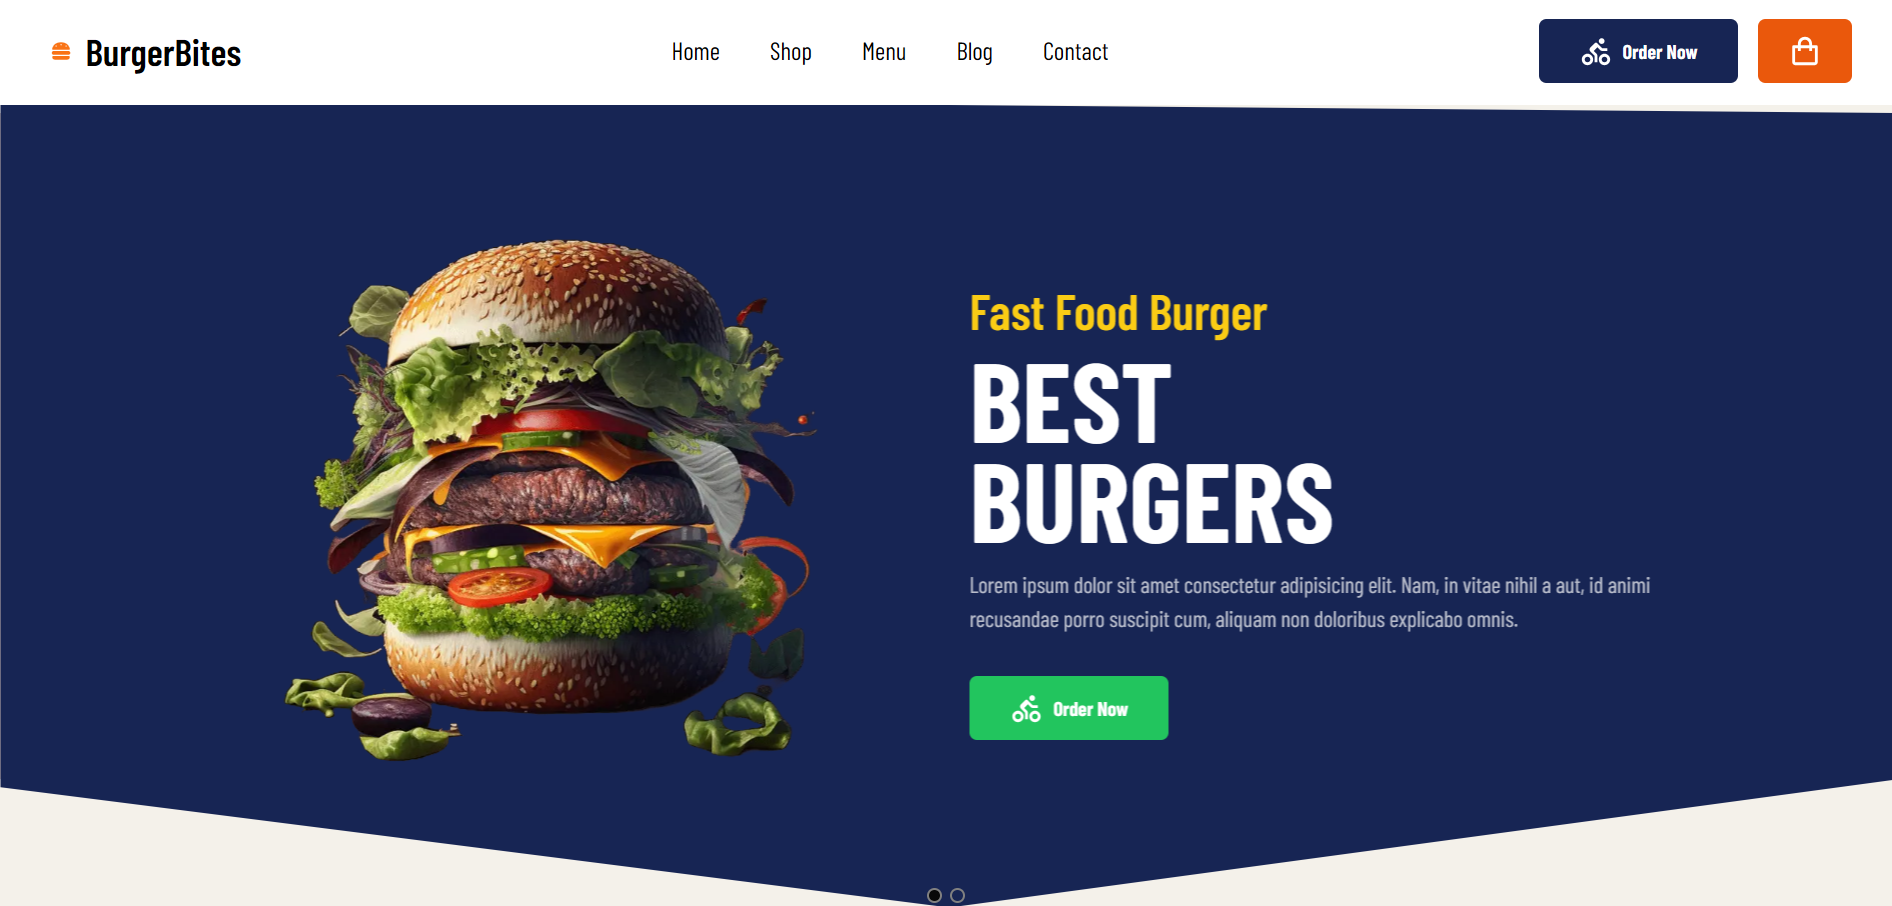 BurgerBites
Home
Shop
Menu
Blog
Contact
Order Now
Fast Food Burger
BEST
BURGERS
Lorem ipsum dolor sit amet consectetur adipisicing elit. Nam, in vitae nihil a aut, id animi
recusandae porro suscipit cum, aliquam non doloribus explicabo omnis.
Order Now